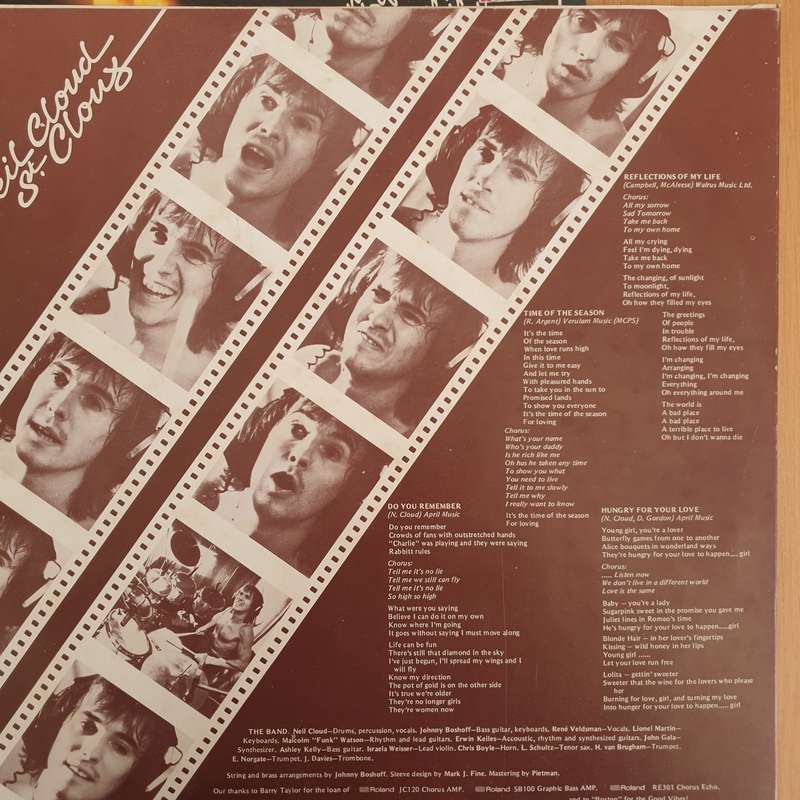 Neil Cloud
St. Cloux
REFLECTIONS OF MY LIFE
(Campbell, McAleese) Walrus Music Ltd.
Chorus:
All my sorrow
Sad Tomorrow
Take me back
To my own home
All my crying
Feel I'm dying, dying
Take me back
To my own home
The changing, of sunlight
To moonlight,
Reflections of my life,
Oh how they filled my eyes
The greetings
Of people
In trouble
Reflections of my life,
Oh how they fill my eyes
I'm changing
Arranging
I'm changing, I'm changing
Everything
Oh everything around me
The world is
A bad place
A bad place
A terrible place to live
Oh but I don't wanna die
TIME OF THE SEASON
(R. Argent) Verulam Music (MCPS)
It's the time
Of the season
When love runs high
In this time
Give it to me easy
And let me try
With pleasured hands
To take you in the sun to
Promised lands
To show you everyone
It's the time of the season
For loving
Chorus:
What's your name
Who's your daddy
Is he rich like me
Oh has he taken any time
To show you what
You need to live
Tell it to me slowly
Tell me why
I really want to know
It's the time of the season
For loving
DO YOU REMEMBER
(N. Cloud) April Music
Do you remember
Crowds of fans with outstretched hands
"Charlie" was playing and they were saying
Rabbitt rules
Chorus:
Tell me it's no lie
Tell me we still can fly
Tell me it's no lie
So high so high
What were you saying
Believe I can do it on my own
Know where I'm going
It goes without saying I must move along
Life can be fun
There's still that diamond in the sky
I've just begun, I'll spread my wings and I
will fly
Know my direction
The pot of gold is on the other side
It's true we're older
They're no longer girls
They're women now
HUNGRY FOR YOUR LOVE
(N. Cloud, D. Gordon) April Music
Young girl, you're a lover
Butterfly games from one to another
Alice bouquets in wonderland ways
They're hungry for your love to happen.... girl
Chorus:
..... Listen now
We don't live in a different world
Love is the same
Baby — you're a lady
Sugarpink sweet in the promise you gave me
Juliet lines in Romeo's time
He's hungry for your love to happen.....girl
Blonde Hair — in her lover's fingertips
Kissing — wild honey in her lips
Young girl ......
Let your love run free
Lolita — gettin' sweeter
Sweeter that the wine for the lovers who please
her
Burning for love, girl, and turning my love
Into hunger for your love to happen ..... girl
THE BAND. Neil Cloud—Drums, percussion, vocals. Johnny Boshoff—Bass guitar, keyboards. René Veldsman—Vocals. Lionel Martin—
Keyboards, Malcolm "Funk" Watson—Rhythm and lead guitars. Erwin Keiles—Accoustic, rhythm and synthesized guitars. John Gala—
Synthesizer. Ashley Kelly—Bass guitar. Israela Weisser—Lead violin. Chris Boyle—Horn. L. Schultz—Tenor sax. H. van Brugham—Trumpet.
E. Norgate—Trumpet. J. Davies—Trombone.
String and brass arrangements by Johnny Boshoff. Sleeve design by Mark J. Fine. Mastering by Pietman.
Our thanks to Barry Taylor for the loan of Roland JC120 Chorus AMP. Roland SB100 Graphic Bass AMP. Roland RE301 Chorus Echo.
and to "Boston" for the Good Vibes!